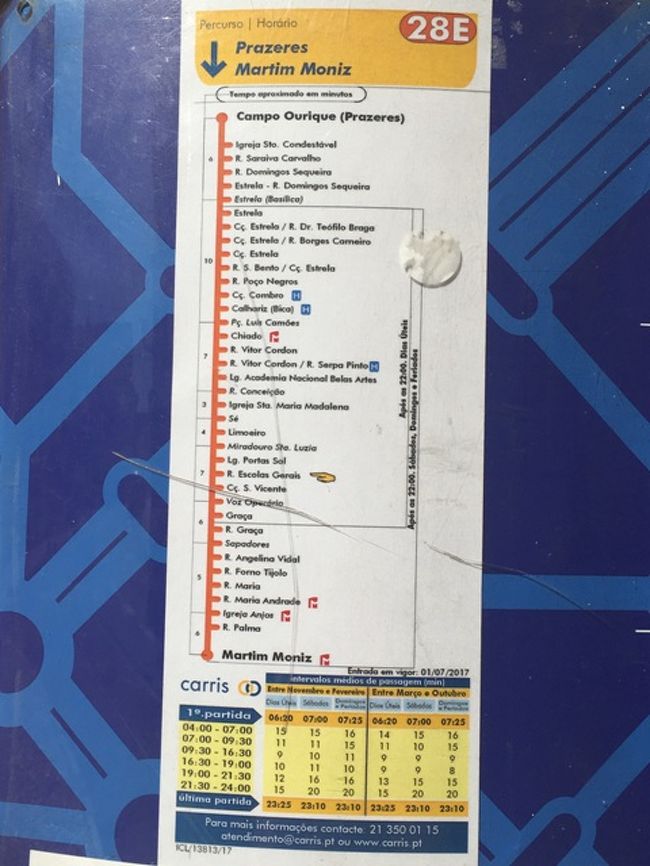 Percurso | Horário
28E
Prazeres
Martim Moniz
Tempo aproximado em minutos
Campo Ourique (Prazeres)
6
Igreja Sto. Condestável
R. Saraiva Carvalho
R. Domingos Sequeira
Estrela - R. Domingos Sequeira
Estrela (Basílica)
Estrela
Cç. Estrela / R. Dr. Teófilo Braga
Cç. Estrela / R. Borges Carneiro
Cç. Estrela
10
R. S. Bento / Cç. Estrela
R. Poço Negros
Cç. Combro H
Calhariz (Bica) H
Pç. Luis Camões
Chiado M
R. Vitor Cordon
7
R. Vitor Cordon / R. Serpa Pinto H
Lg. Academia Nacional Belas Artes
R. Conceição
3
Igreja Sta. Maria Madalena
Sé
4
Limoeiro
Miradouro Sta. Luzia
Lg. Portas Sol
7
R. Escolas Gerais
Cç. S. Vicente
Voz Operário
Graça
6
R. Graça
Sapadores
R. Angelina Vidal
5
R. Forno Tijolo
R. Maria
R. Maria Andrade M
Igreja Anjos M
6
R. Palma
Martim Moniz M
Após as 22:00. Dias Úteis
Após as 22:00. Sábados, Domingos e Feriados
Entrada em vigor: 01/07/2017
carris
intervalos médios de passagem (min)
Entre Novembro e Fevereiro Entre Março e Outubro
Dias Úteis Sábados Domingos e Feriados Dias Úteis Sábados Domingos e Feriados
1ª.partida 06:20 07:00 07:25 06:20 07:00 07:25
04:00 - 07:00 15 15 16 14 15 16
07:00 - 09:30 11 11 15 11 10 15
09:30 - 16:30 9 10 11 9 9 9
16:30 - 19:00 10 11 10 9 9 8
19:00 - 21:30 12 16 16 13 15 15
21:30 - 24:00 15 20 20 15 20 20
última partida 23:25 23:10 23:10 23:25 23:10 23:10
Para mais informações contacte: 21 350 01 15
atendimento@carris.pt ou www.carris.pt
ICL/13813/17